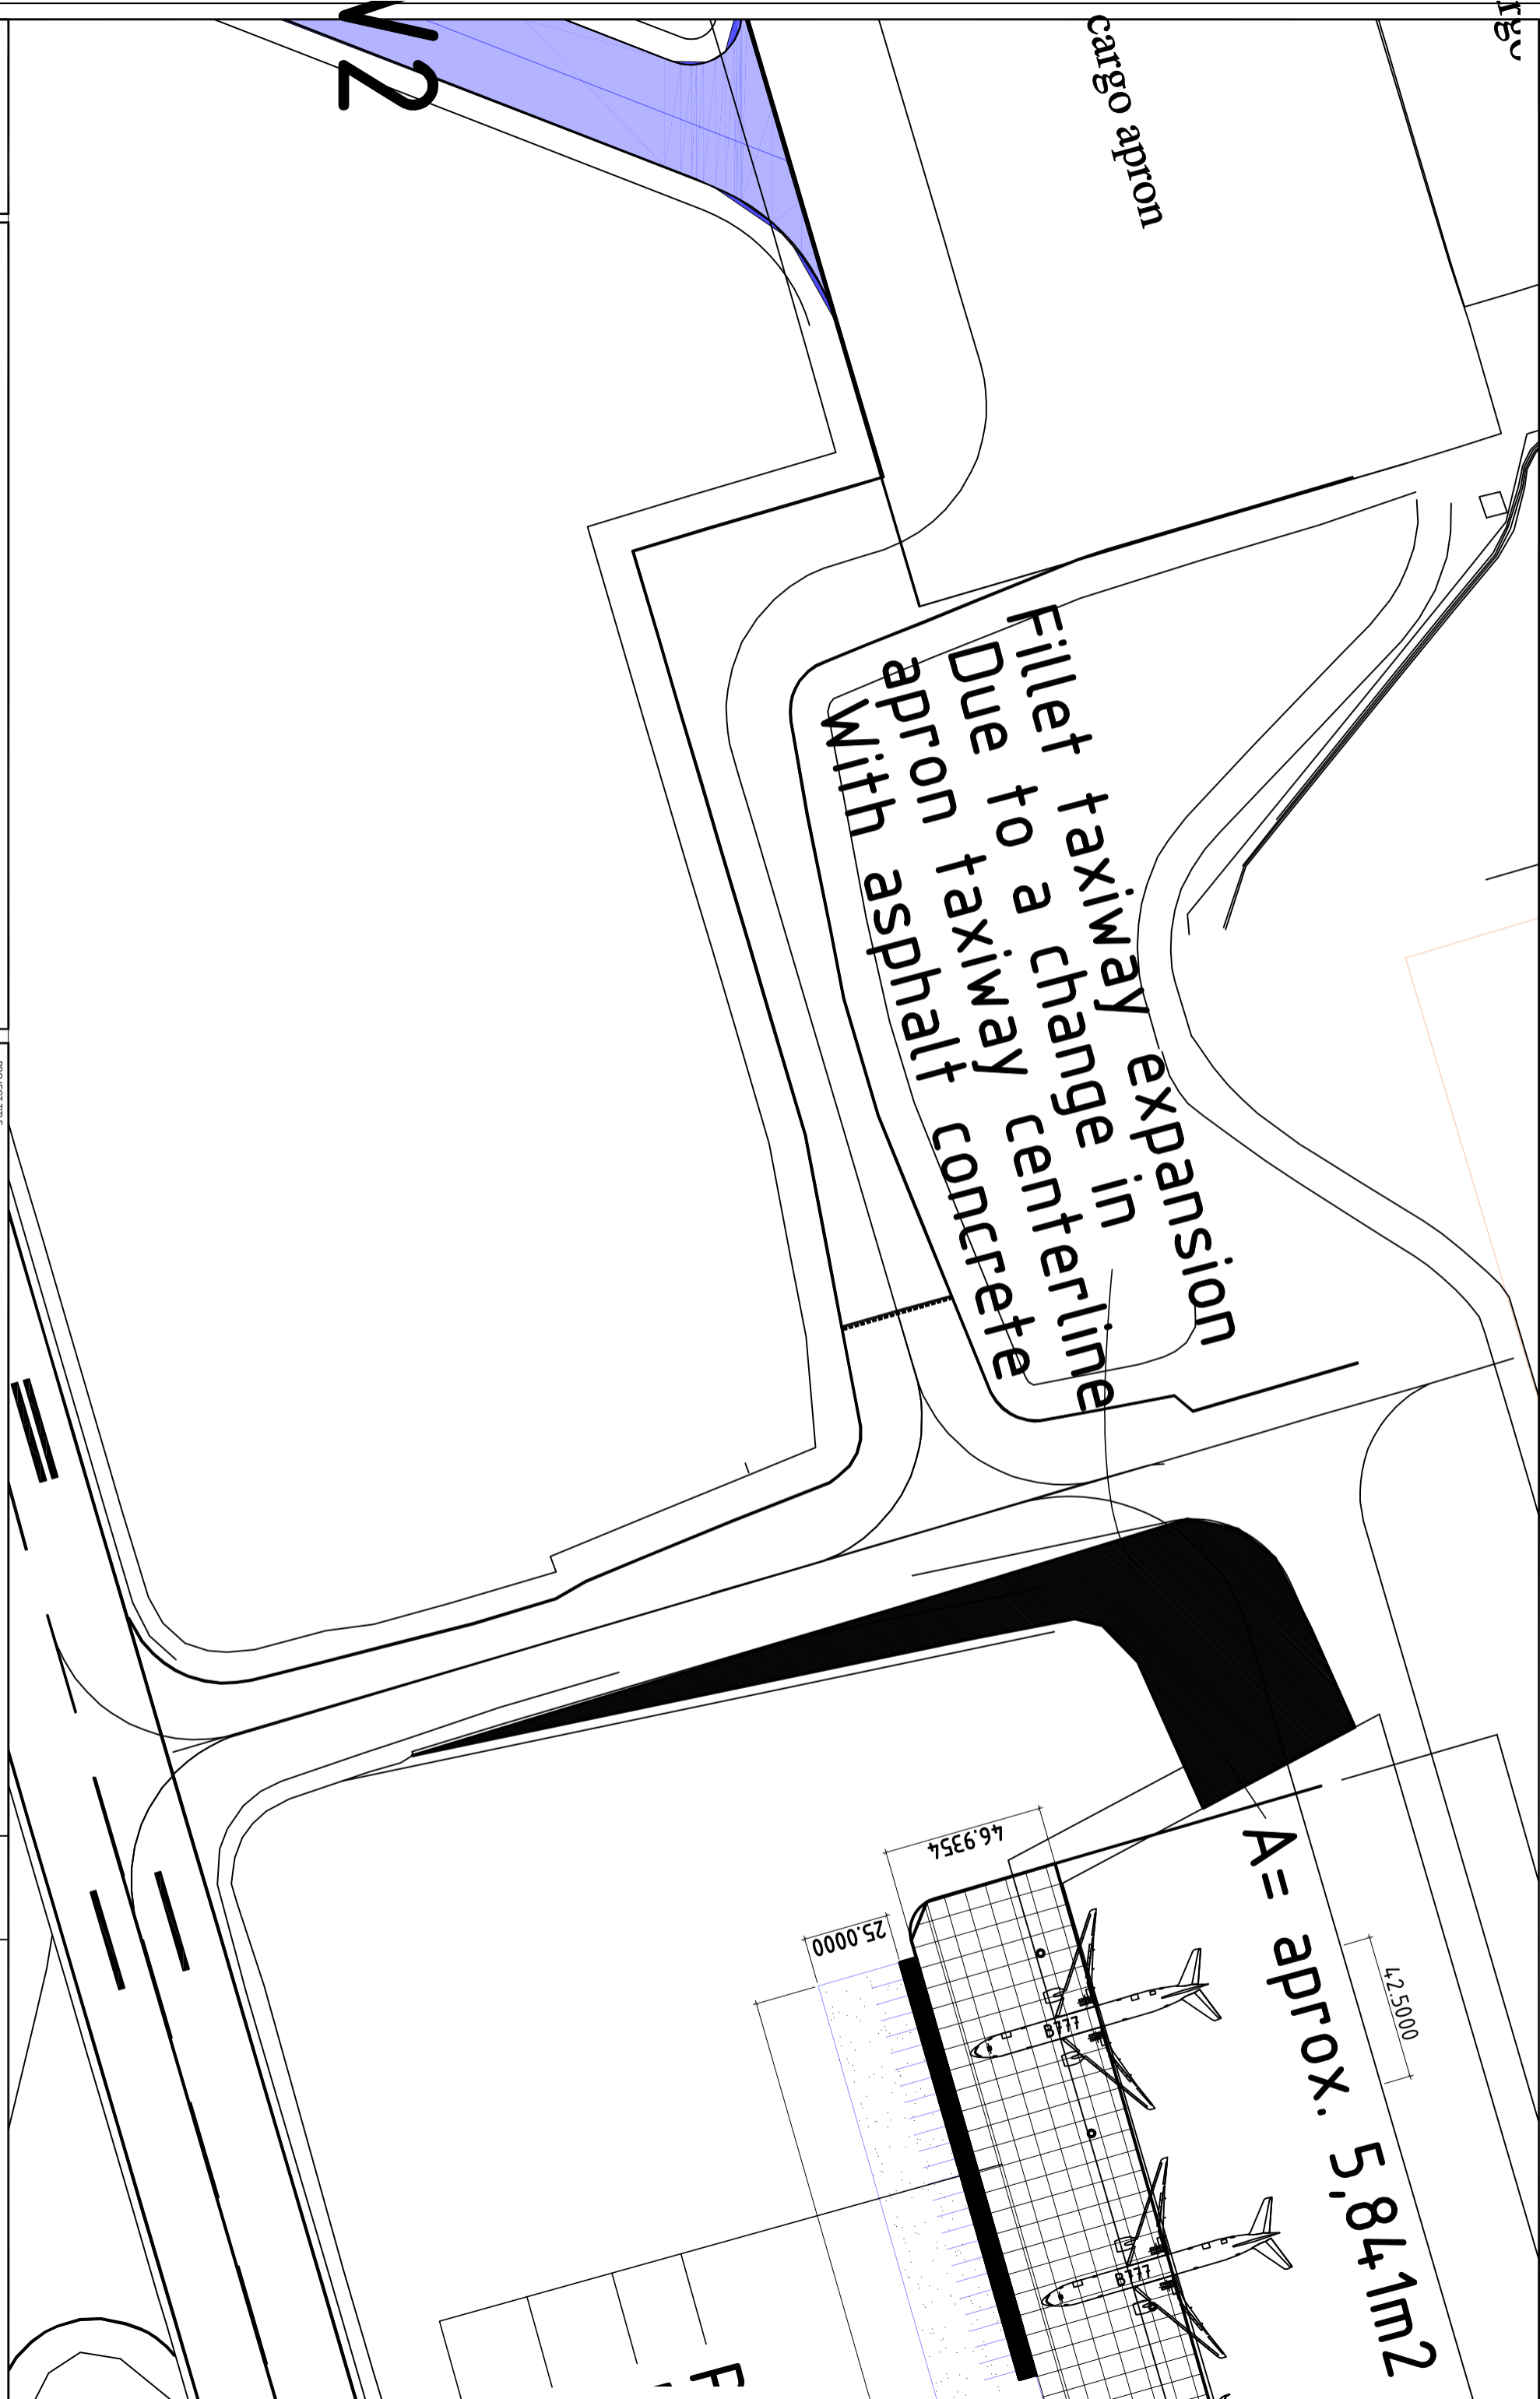 cargo apron
Fillet taxiway expansion
Due to a change in
apron taxiway centerline
With asphalt concrete
46.9354
25.0000
A= aprox. 5,841m2
42.5000
B777
B777